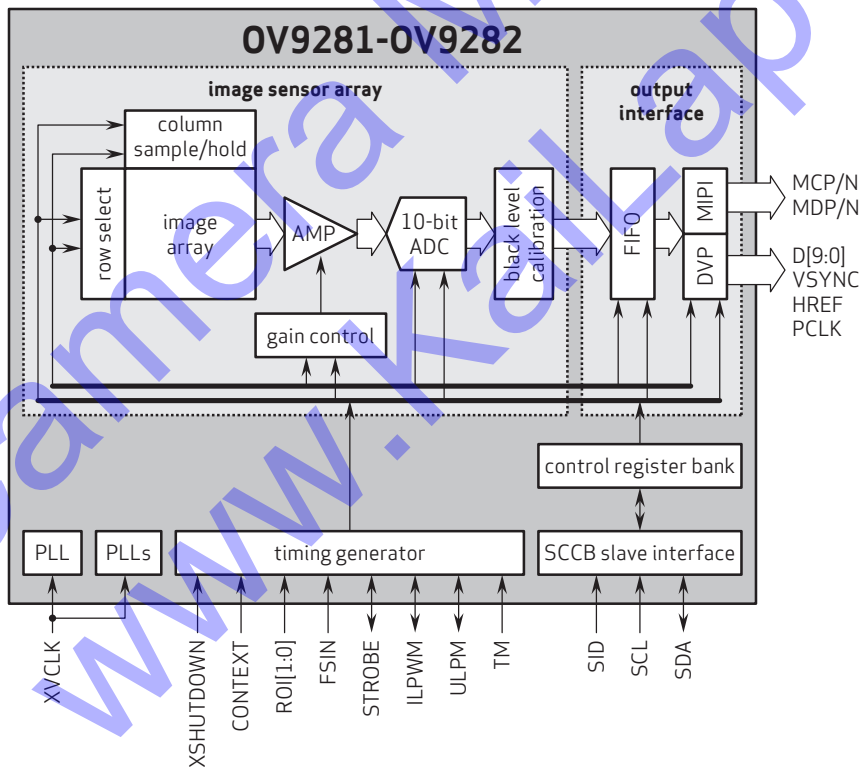 OV9281-OV9282
image sensor array
output
interface
column
sample/hold
row select
image
array
AMP
10-bit
ADC
black level
calibration
FIFO
MIPI
DVP
MCP/N
MDP/N
D[9:0]
VSYNC
HREF
PCLK
gain control
control register bank
PLL
PLLs
timing generator
SCCB slave interface
XVCLK
XSHUTDOWN
CONTEXT
ROI[1:0]
FSIN
STROBE
ILPWM
ULPM
TM
SID
SCL
SDA
amera M
www.KaiLap